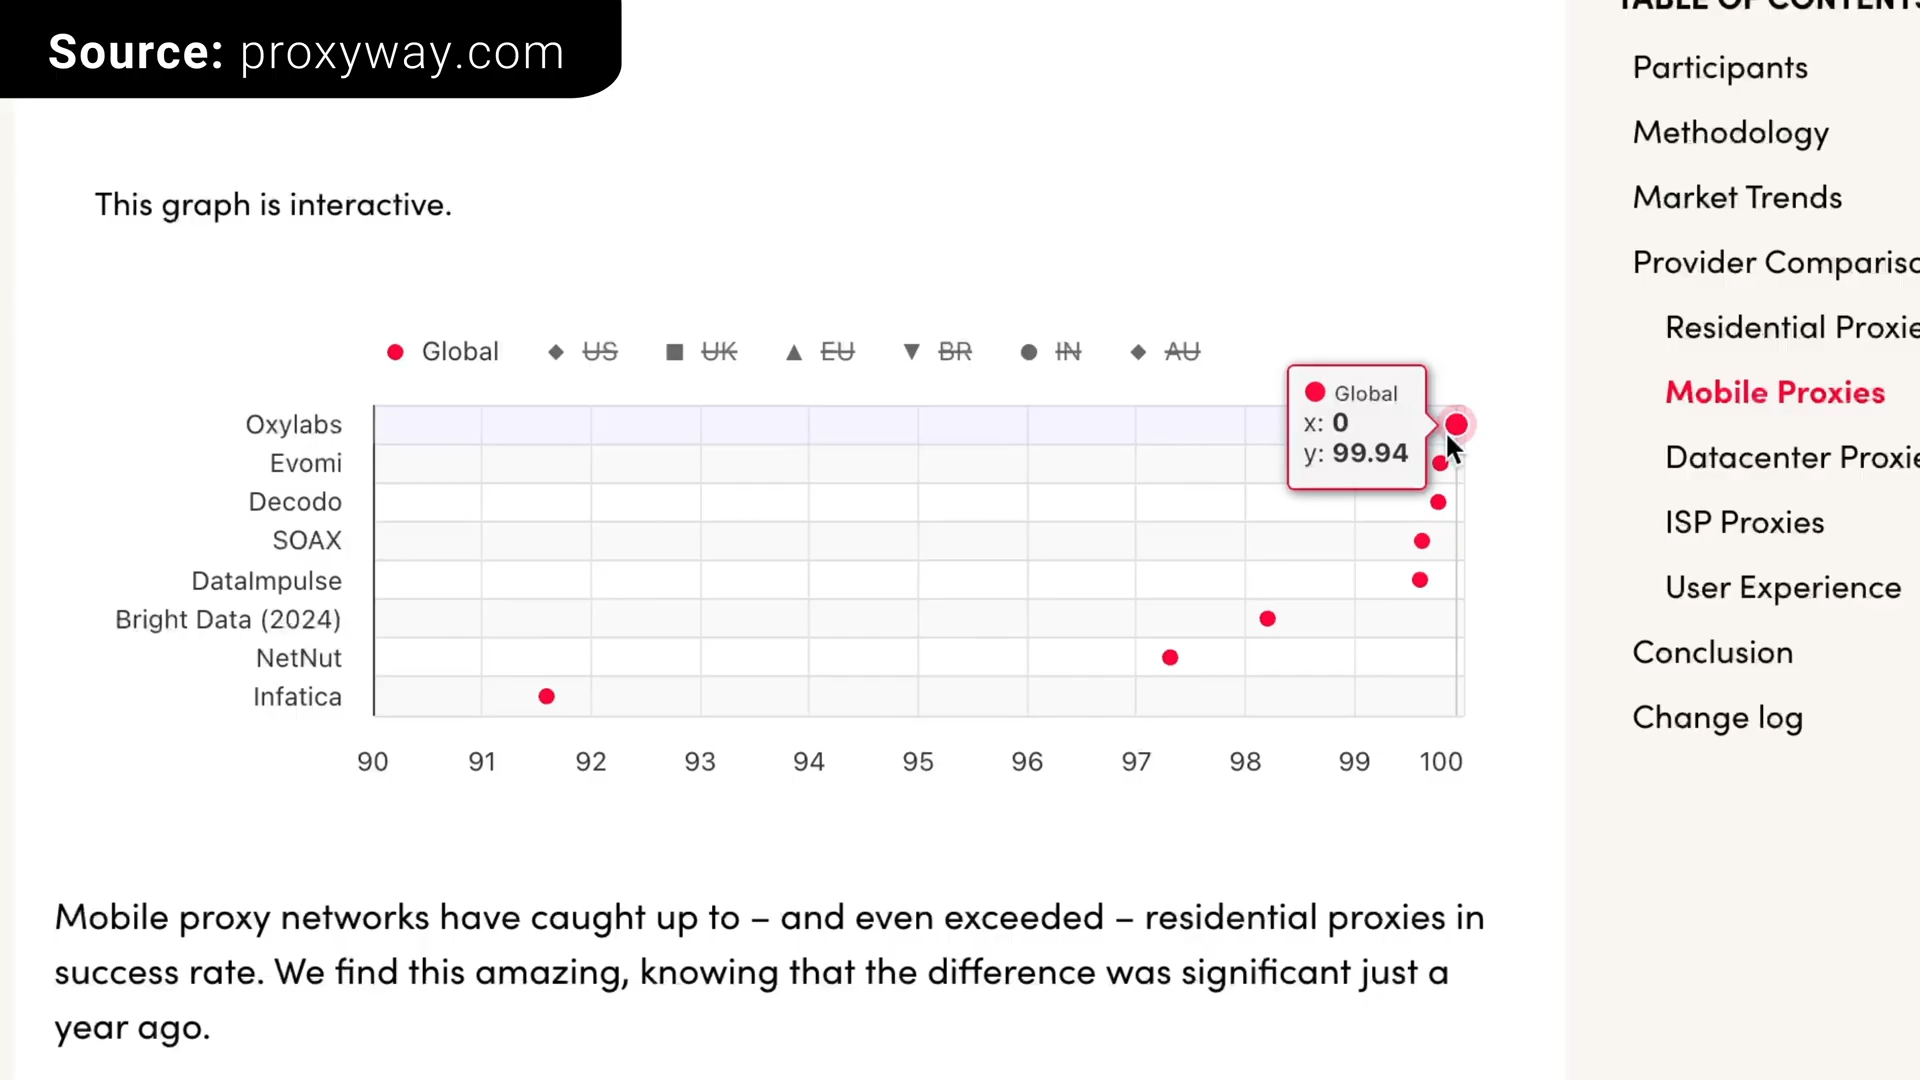 Source: proxyway.com
This graph is interactive.
Global US UK EU BR IN AU
Global
x: 0
y: 99.94
Oxylabs
Evomi
Decodo
SOAX
DataImpulse
Bright Data (2024)
NetNut
Infatica
90 91 92 93 94 95 96 97 98 99 100
Mobile proxy networks have caught up to – and even exceeded – residential proxies in
success rate. We find this amazing, knowing that the difference was significant just a
year ago.
TABLE OF CONTENTS
Participants
Methodology
Market Trends
Provider Compariso
Residential Proxie
Mobile Proxies
Datacenter Proxie
ISP Proxies
User Experience
Conclusion
Change log